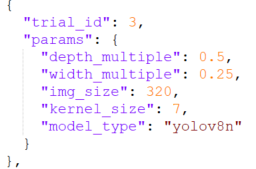 {
  "trial_id": 3,
  "params": {
    "depth_multiple": 0.5,
    "width_multiple": 0.25,
    "img_size": 320,
    "kernel_size": 7,
    "model_type": "yolov8n"
  }
},